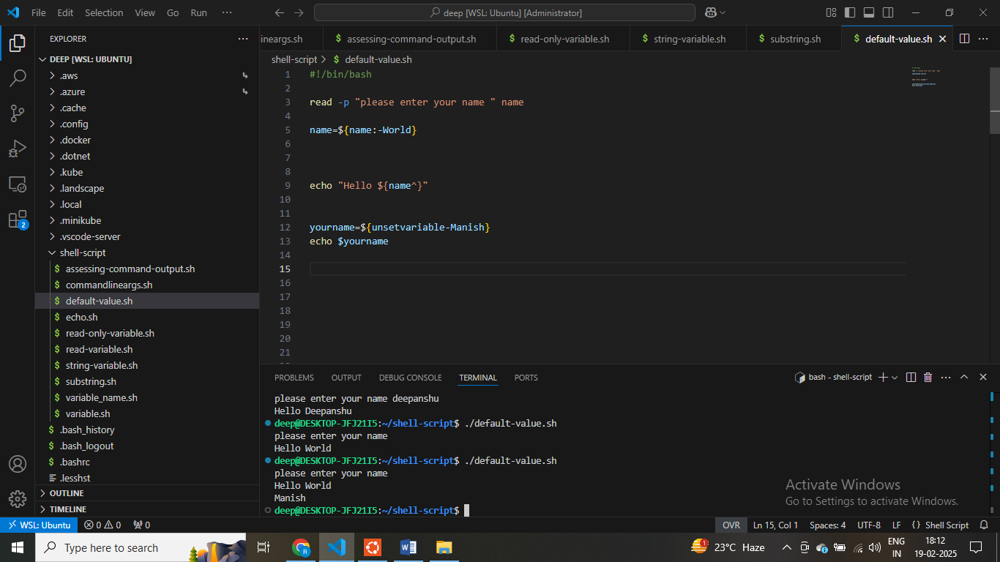 File Edit Selection View Go Run ···
deep [WSL: Ubuntu] [Administrator]
EXPLORER ···
DEEP [WSL: UBUNTU]
.aws
.azure
.cache
.config
.docker
.dotnet
.kube
.landscape
.local
.minikube
.vscode-server
shell-script
$ assessing-command-output.sh
$ commandlineargs.sh
$ default-value.sh
$ echo.sh
$ read-only-variable.sh
$ read-variable.sh
$ string-variable.sh
$ substring.sh
$ variable_name.sh
$ variable.sh
$ .bash_history
$ .bash_logout
$ .bashrc
.lesshst
OUTLINE
TIMELINE
2
ineargs.sh $ assessing-command-output.sh $ read-only-variable.sh $ string-variable.sh $ substring.sh $ default-value.sh ···
shell-script > $ default-value.sh
1 #!/bin/bash
2
3 read -p "please enter your name " name
4
5 name=${name:-World}
6
7
8
9 echo "Hello ${name^}"
10
11
12 yourname=${unsetvariable-Manish}
13 echo $yourname
14
15
16
17
18
19
20
21
PROBLEMS OUTPUT DEBUG CONSOLE TERMINAL PORTS
bash - shell-script ···
please enter your name deepanshu
Hello Deepanshu
deep@DESKTOP-JFJ21I5:~/shell-script$ ./default-value.sh
please enter your name
Hello World
deep@DESKTOP-JFJ21I5:~/shell-script$ ./default-value.sh
please enter your name
Hello World
Manish
deep@DESKTOP-JFJ21I5:~/shell-script$
Activate Windows
Go to Settings to activate Windows.
WSL: Ubuntu 0 0 0 OVR Ln 15, Col 1 Spaces: 4 UTF-8 LF {} Shell Script
Type here to search
R
W
1
23°C Haze
ENG
IN
18:12
19-02-2025